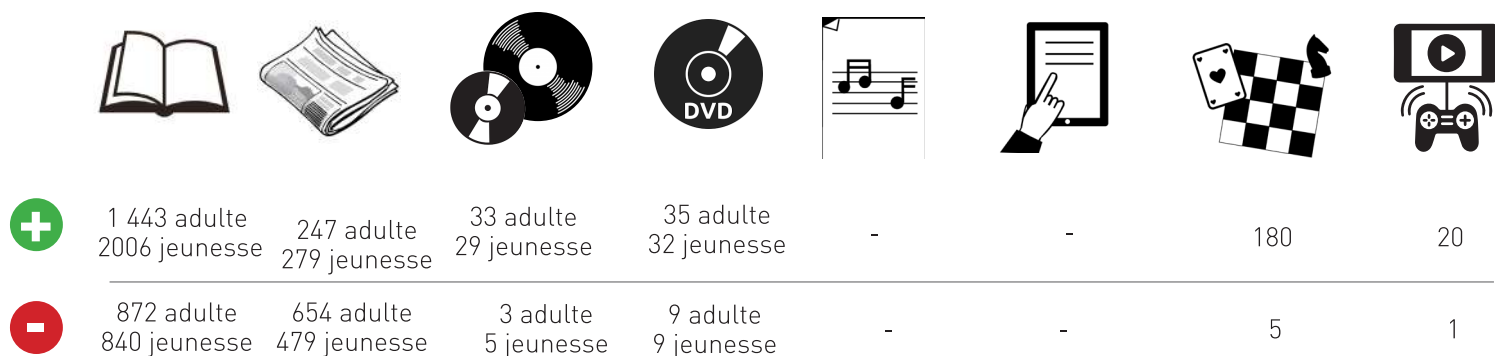 DVD
+
1 443 adulte
2006 jeunesse
247 adulte
279 jeunesse
33 adulte
29 jeunesse
35 adulte
32 jeunesse
-
-
180
20
-
872 adulte
840 jeunesse
654 adulte
479 jeunesse
3 adulte
5 jeunesse
9 adulte
9 jeunesse
-
-
5
1